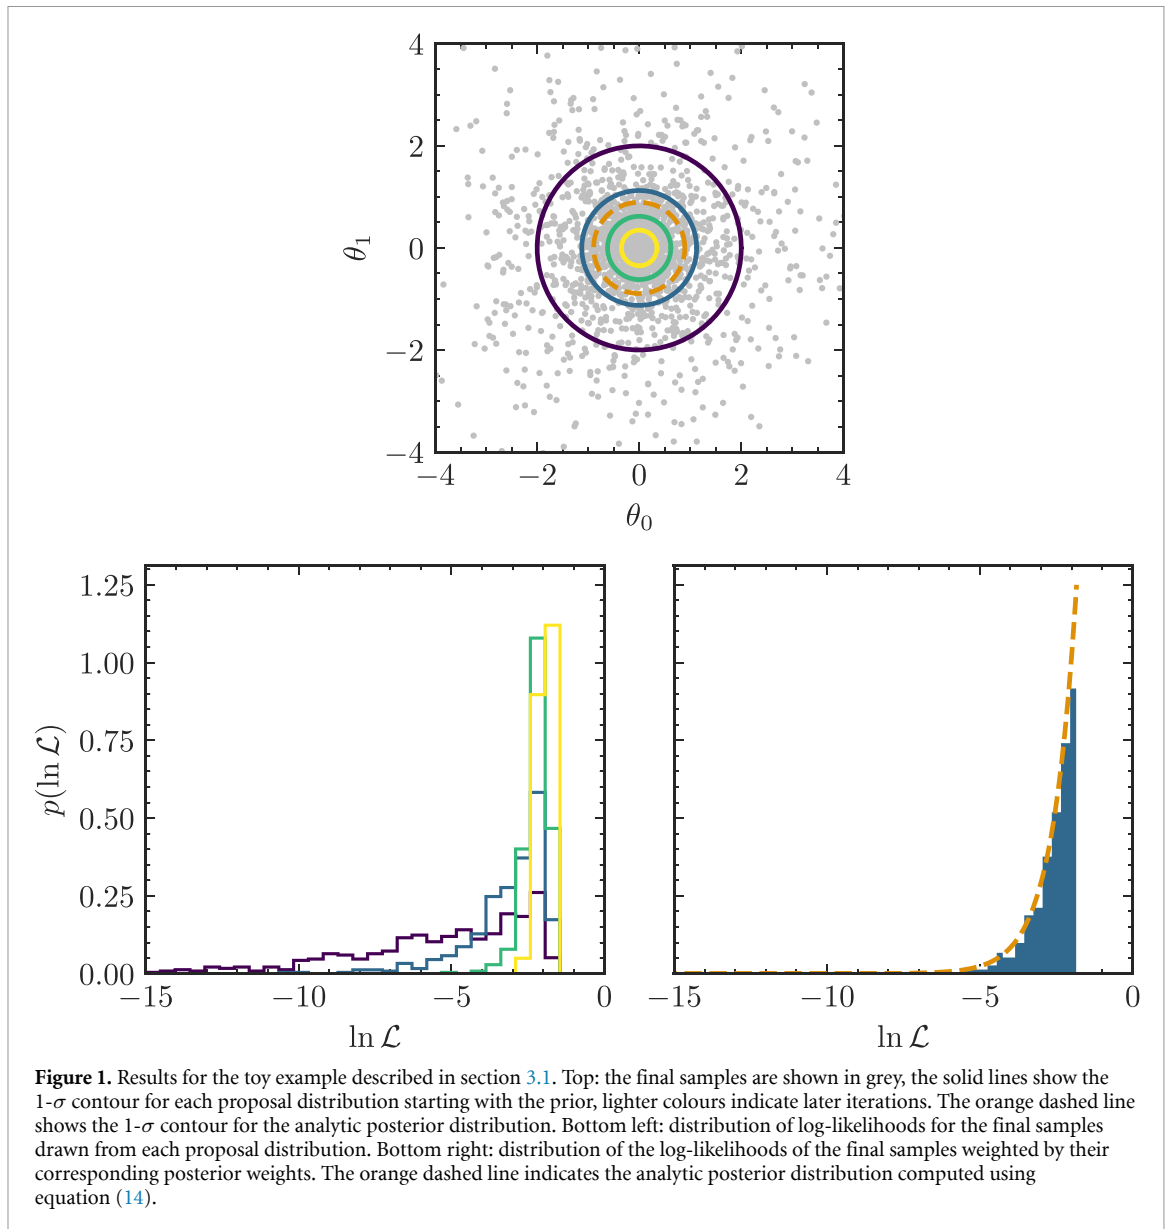 4
2
0
−2
−4
θ₁
−4 −2 0 2 4
θ₀
1.25
1.00
0.75
0.50
0.25
0.00
p(ln ℒ)
−15 −10 −5 0
−15 −10 −5 0
ln ℒ
ln ℒ
Figure 1. Results for the toy example described in section 3.1. Top: the final samples are shown in grey, the solid lines show the
1-σ contour for each proposal distribution starting with the prior, lighter colours indicate later iterations. The orange dashed line
shows the 1-σ contour for the analytic posterior distribution. Bottom left: distribution of log-likelihoods for the final samples
drawn from each proposal distribution. Bottom right: distribution of the log-likelihoods of the final samples weighted by their
corresponding posterior weights. The orange dashed line indicates the analytic posterior distribution computed using
equation (14).